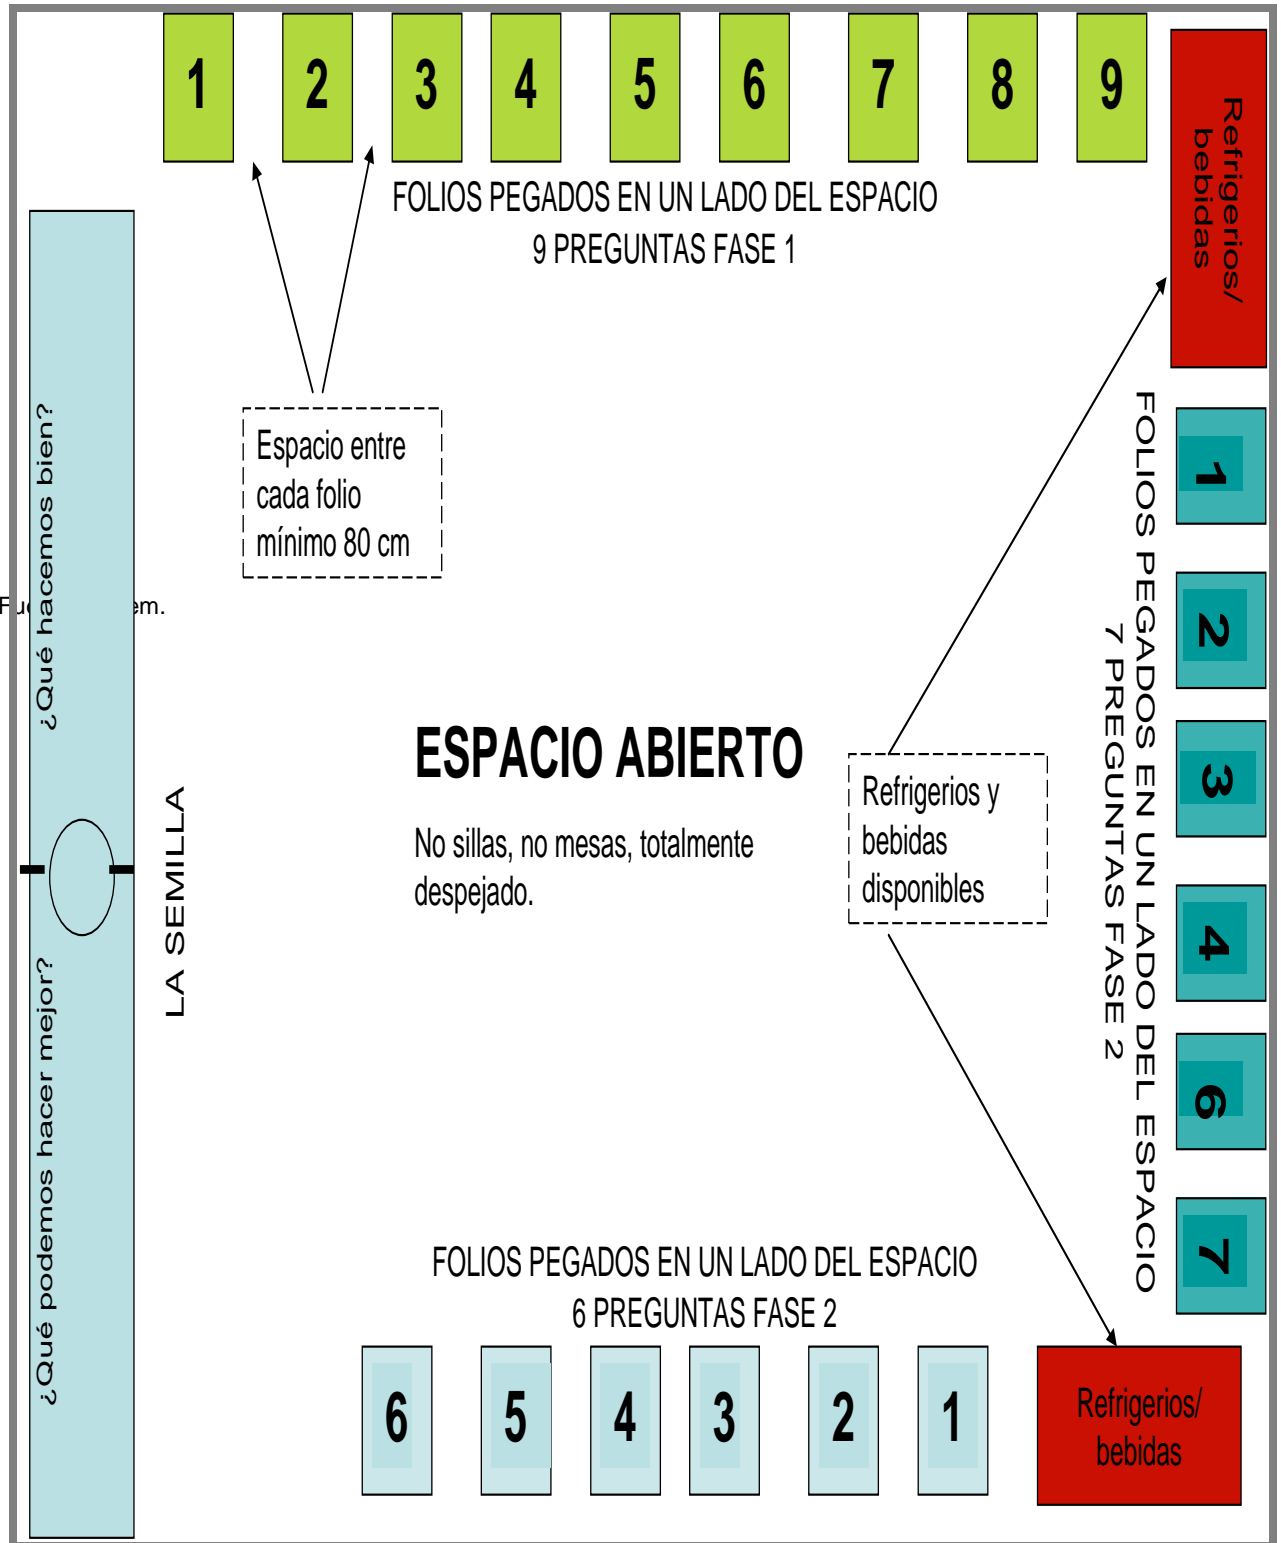 1 2 3 4 5 6 7 8 9
FOLIOS PEGADOS EN UN LADO DEL ESPACIO
9 PREGUNTAS FASE 1
Refrigerios/
bebidas
Espacio entre
cada folio
mínimo 80 cm
¿Qué hacemos bien?
em.
¿Qué podemos hacer mejor?
LA SEMILLA
ESPACIO ABIERTO
No sillas, no mesas, totalmente
despejado.
Refrigerios y
bebidas
disponibles
FOLIOS PEGADOS EN UN LADO DEL ESPACIO
7 PREGUNTAS FASE 2
1
2
3
4
6
7
FOLIOS PEGADOS EN UN LADO DEL ESPACIO
6 PREGUNTAS FASE 2
6 5 4 3 2 1
Refrigerios/
bebidas